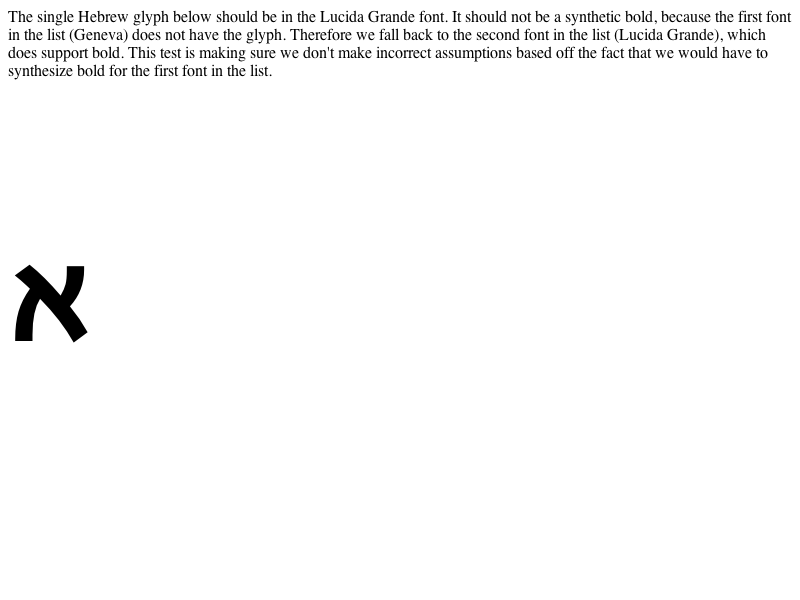 The single Hebrew glyph below should be in the Lucida Grande font. It should not be a synthetic bold, because the first font
in the list (Geneva) does not have the glyph. Therefore we fall back to the second font in the list (Lucida Grande), which
does support bold. This test is making sure we don't make incorrect assumptions based off the fact that we would have to
synthesize bold for the first font in the list.
א